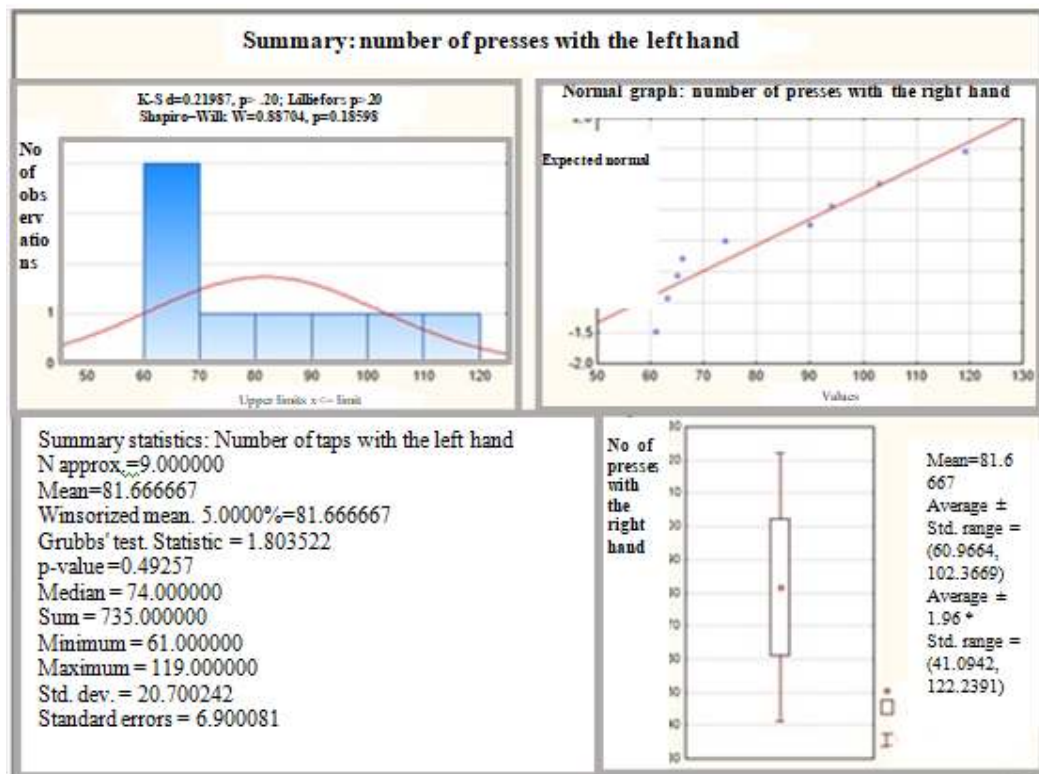 Summary: number of presses with the left hand
K-S d=0.21987, p> .20; Lilliefors p>.20
Shapiro-Wilk W=0.88704, p=0.18598
No
of
obs
erv
atio
ns
1
0
50 60 70 80 90 100 110 120
Upper limits x <= limit
Normal graph: number of presses with the right hand
Expected normal
-1.5
-2.0
50 60 70 80 90 100 110 120 130
Values
Summary statistics: Number of taps with the left hand
N approx.=9.000000
Mean=81.666667
Winsorized mean. 5.0000%=81.666667
Grubbs' test. Statistic = 1.803522
p-value =0.49257
Median = 74.000000
Sum = 735.000000
Minimum = 61.000000
Maximum = 119.000000
Std. dev. = 20.700242
Standard errors = 6.900081
No of
presses
with
the
right
hand
Mean=81.6
667
Average ±
Std. range =
(60.9664,
102.3669)
Average ±
1.96 *
Std. range =
(41.0942,
122.2391)